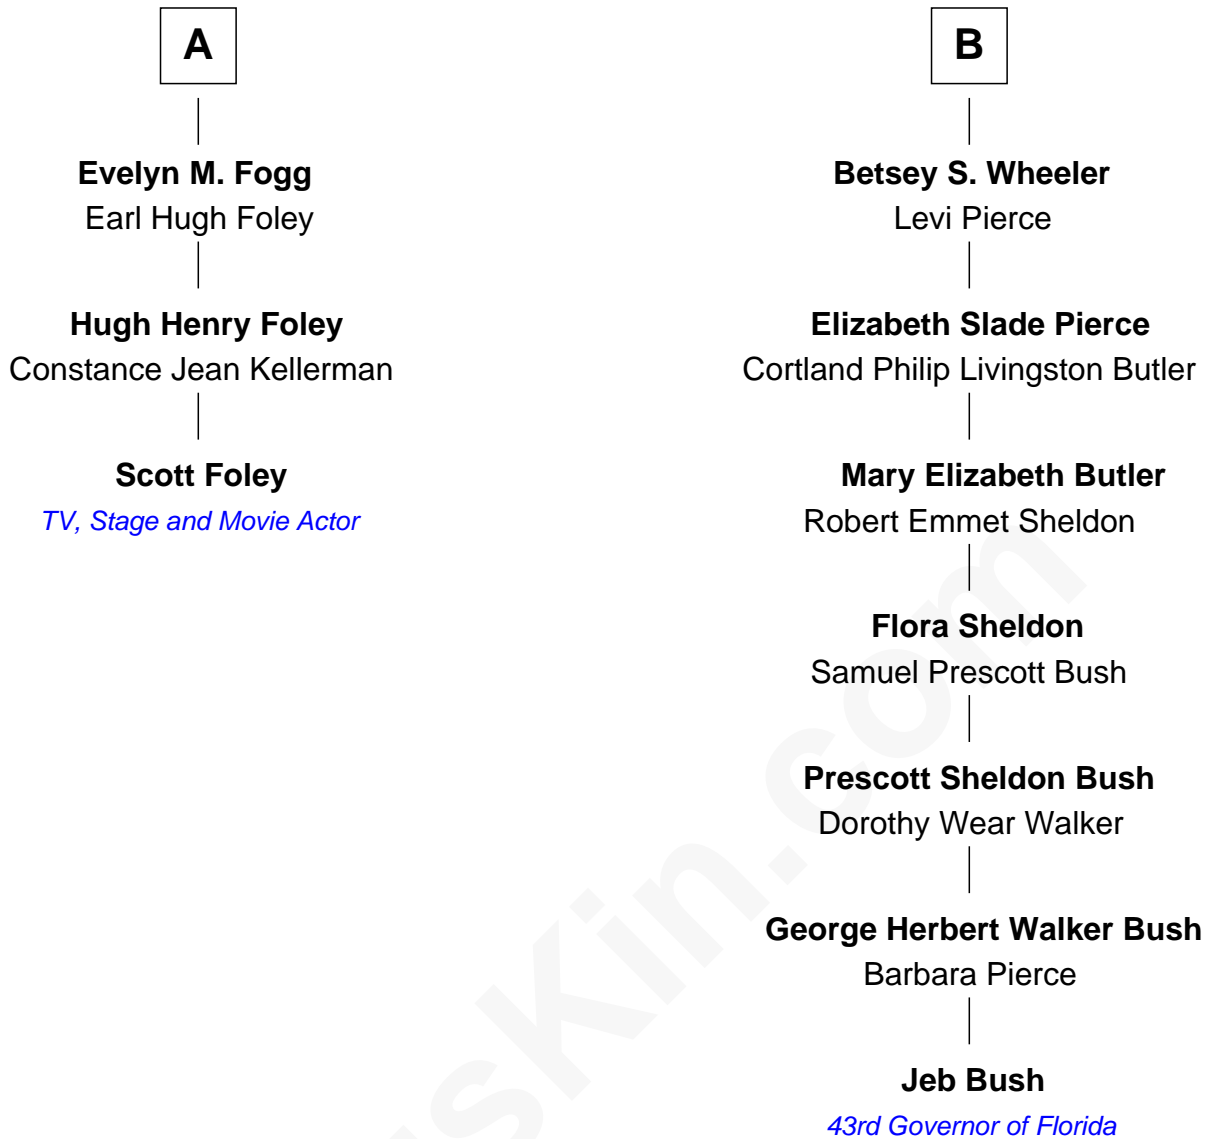 A
Evelyn M. Fogg
Earl Hugh Foley
Hugh Henry Foley
Constance Jean Kellerman
Scott Foley
TV, Stage and Movie Actor
B
Betsey S. Wheeler
Levi Pierce
Elizabeth Slade Pierce
Cortland Philip Livingston Butler
Mary Elizabeth Butler
Robert Emmet Sheldon
Flora Sheldon
Samuel Prescott Bush
Prescott Sheldon Bush
Dorothy Wear Walker
George Herbert Walker Bush
Barbara Pierce
Jeb Bush
43rd Governor of Florida
sKin.com